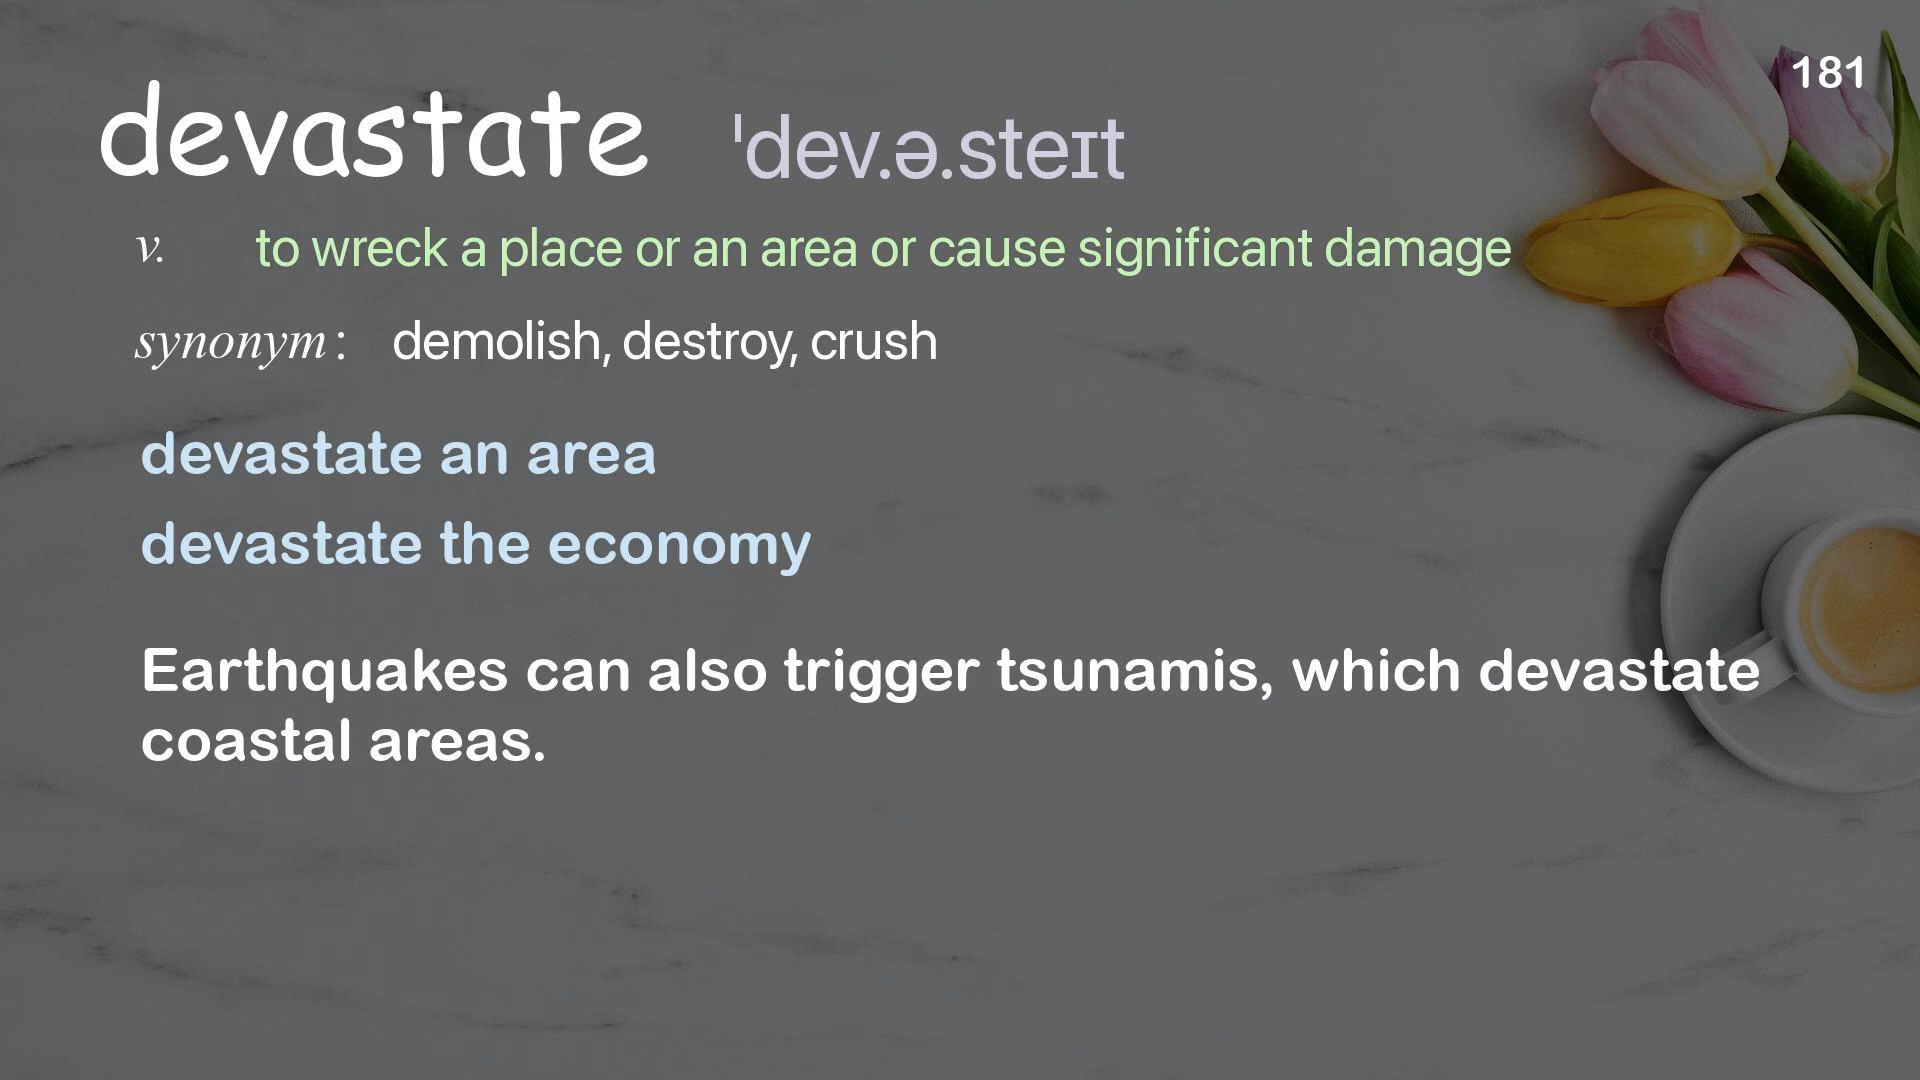 181
devastate ˈdev.ə.steɪt
v. to wreck a place or an area or cause significant damage
synonym: demolish, destroy, crush
devastate an area
devastate the economy
Earthquakes can also trigger tsunamis, which devastate
coastal areas.